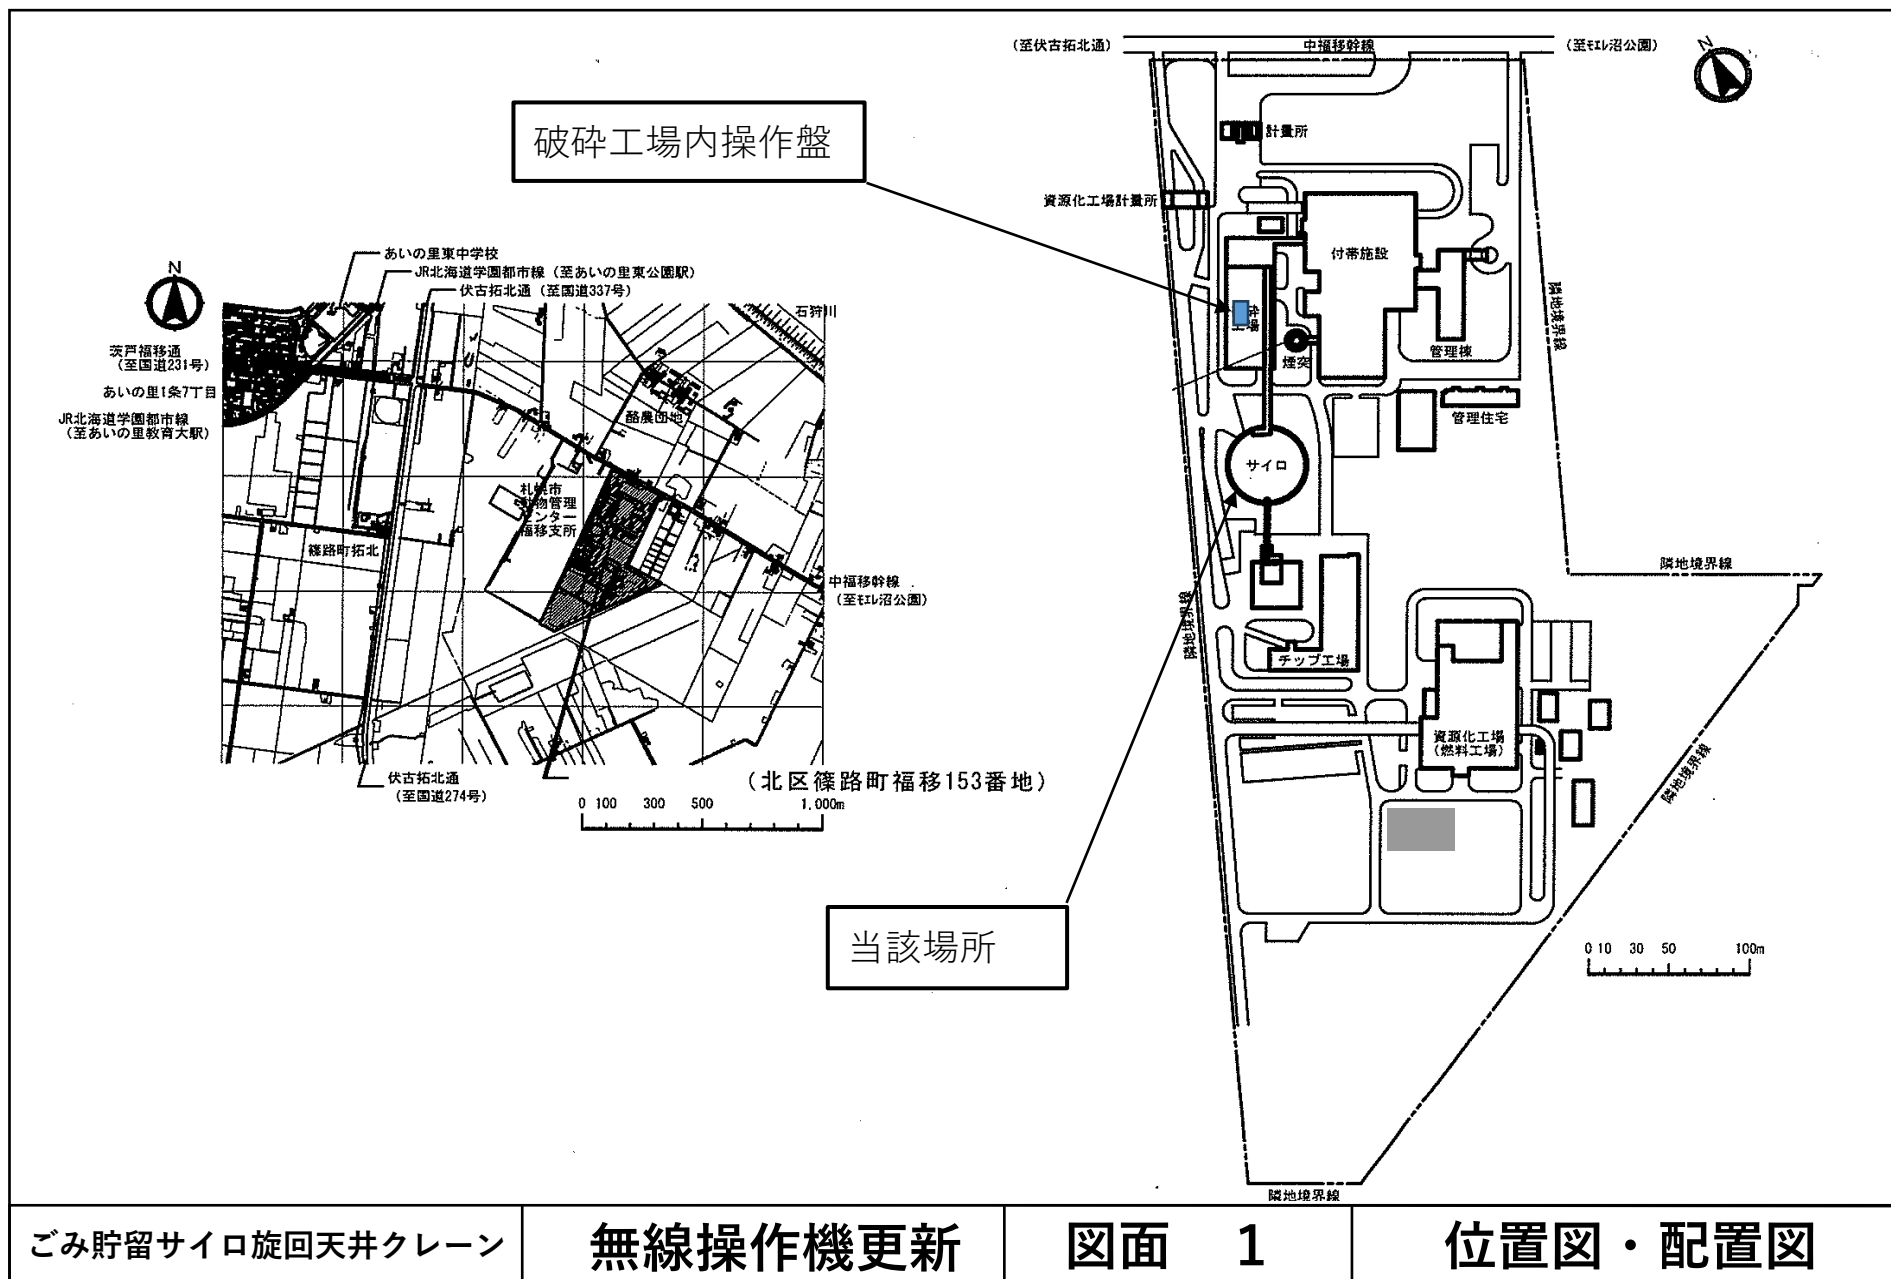 (至伏古拓北通)
中福移幹線
(至モエレ沼公園)
N
計量所
資源化工場計量所
付帯施設
煙突
管理棟
管理住宅
サイロ
隣地境界線
隣地境界線
隣地境界線
隣地境界線
隣地境界線
チップ工場
資源化工場
(燃料工場)
0 10 30 50 100m
破砕工場内操作盤
当該場所
N
あいの里東中学校
JR北海道学園都市線(至あいの里東公園駅)
伏古拓北通(至国道337号)
石狩川
茨戸福移通
(至国道231号)
あいの里1条7丁目
JR北海道学園都市線
(至あいの里教育大駅)
酪農団地
札幌市
動物管理
センター
福移支所
篠路町拓北
中福移幹線
(至モエレ沼公園)
伏古拓北通
(至国道274号)
(北区篠路町福移153番地)
0 100 300 500 1,000m
ごみ貯留サイロ旋回天井クレーン
無線操作機更新
図面 1
位置図・配置図